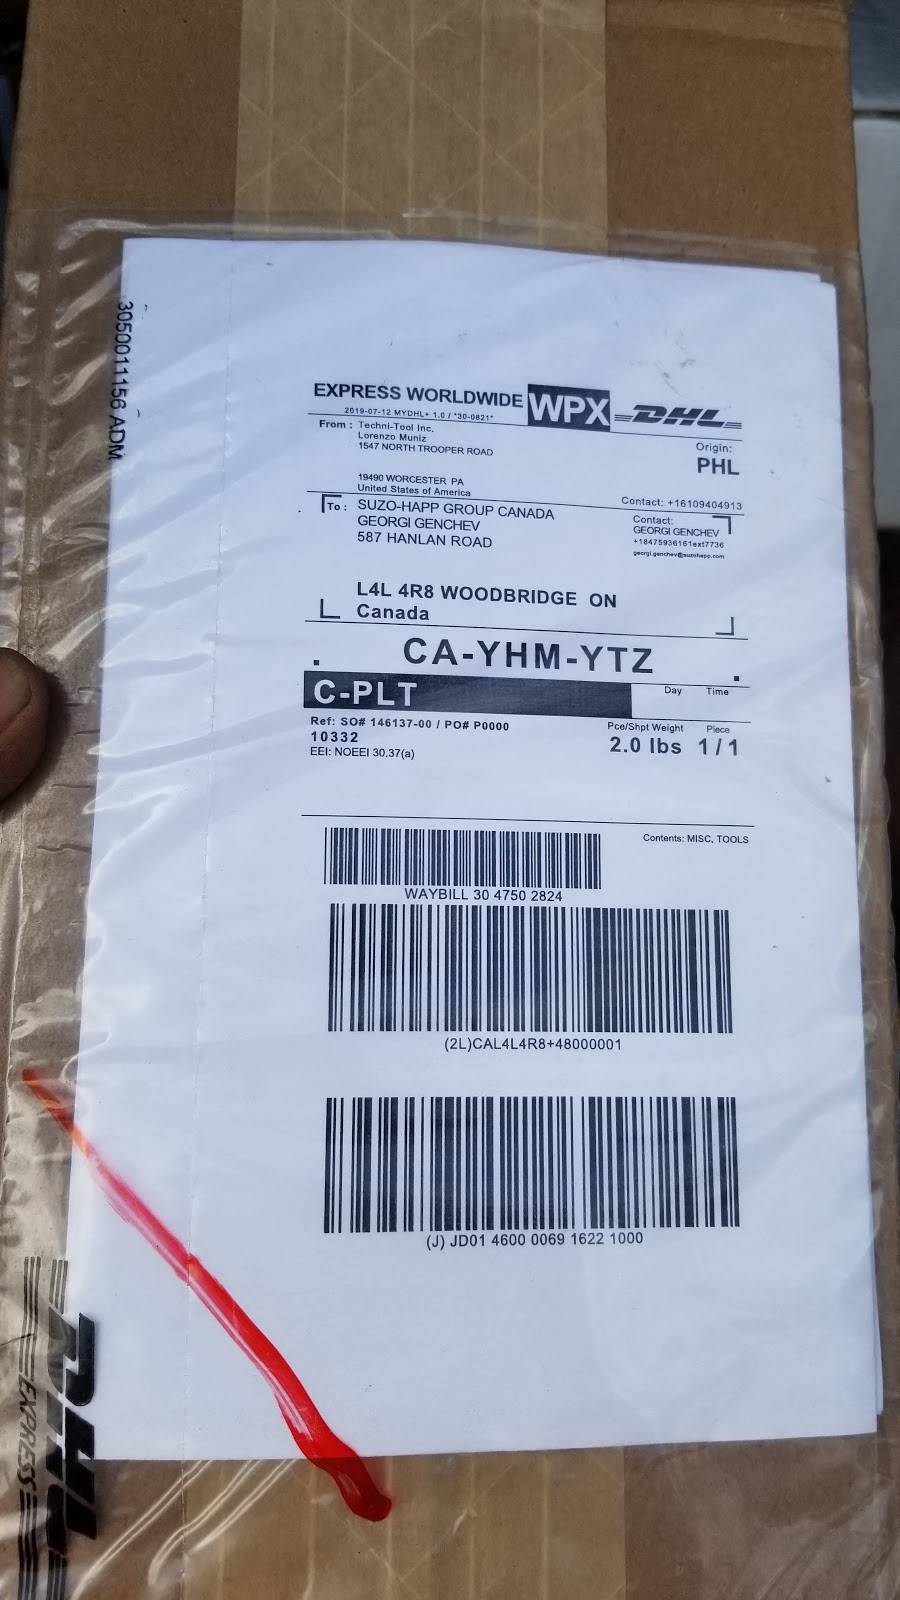 3050011156 ADM
EXPRESS WORLDWIDE WPX DHL
2019-07-12 MYDHL+ 1.0 / *30-0821*
From : Techni-Tool Inc.
Lorenzo Muniz
1547 NORTH TROOPER ROAD
Origin:
PHL
19490 WORCESTER PA
United States of America
Contact: +16109404913
To : SUZO-HAPP GROUP CANADA
GEORGI GENCHEV
587 HANLAN ROAD
Contact:
GEORGI GENCHEV
+18475936161ext7736
georgi.genchev@suzohapp.com
L4L 4R8 WOODBRIDGE ON
Canada
CA-YHM-YTZ
C-PLT
Day Time
Ref: SO# 146137-00 / PO# P0000
10332
EEI: NOEEI 30.37(a)
Pce/Shpt Weight Piece
2.0 lbs 1 / 1
Contents: MISC, TOOLS
WAYBILL 30 4750 2824
(2L)CAL4L4R8+48000001
(J) JD01 4600 0069 1622 1000
DHL
EXPRESS